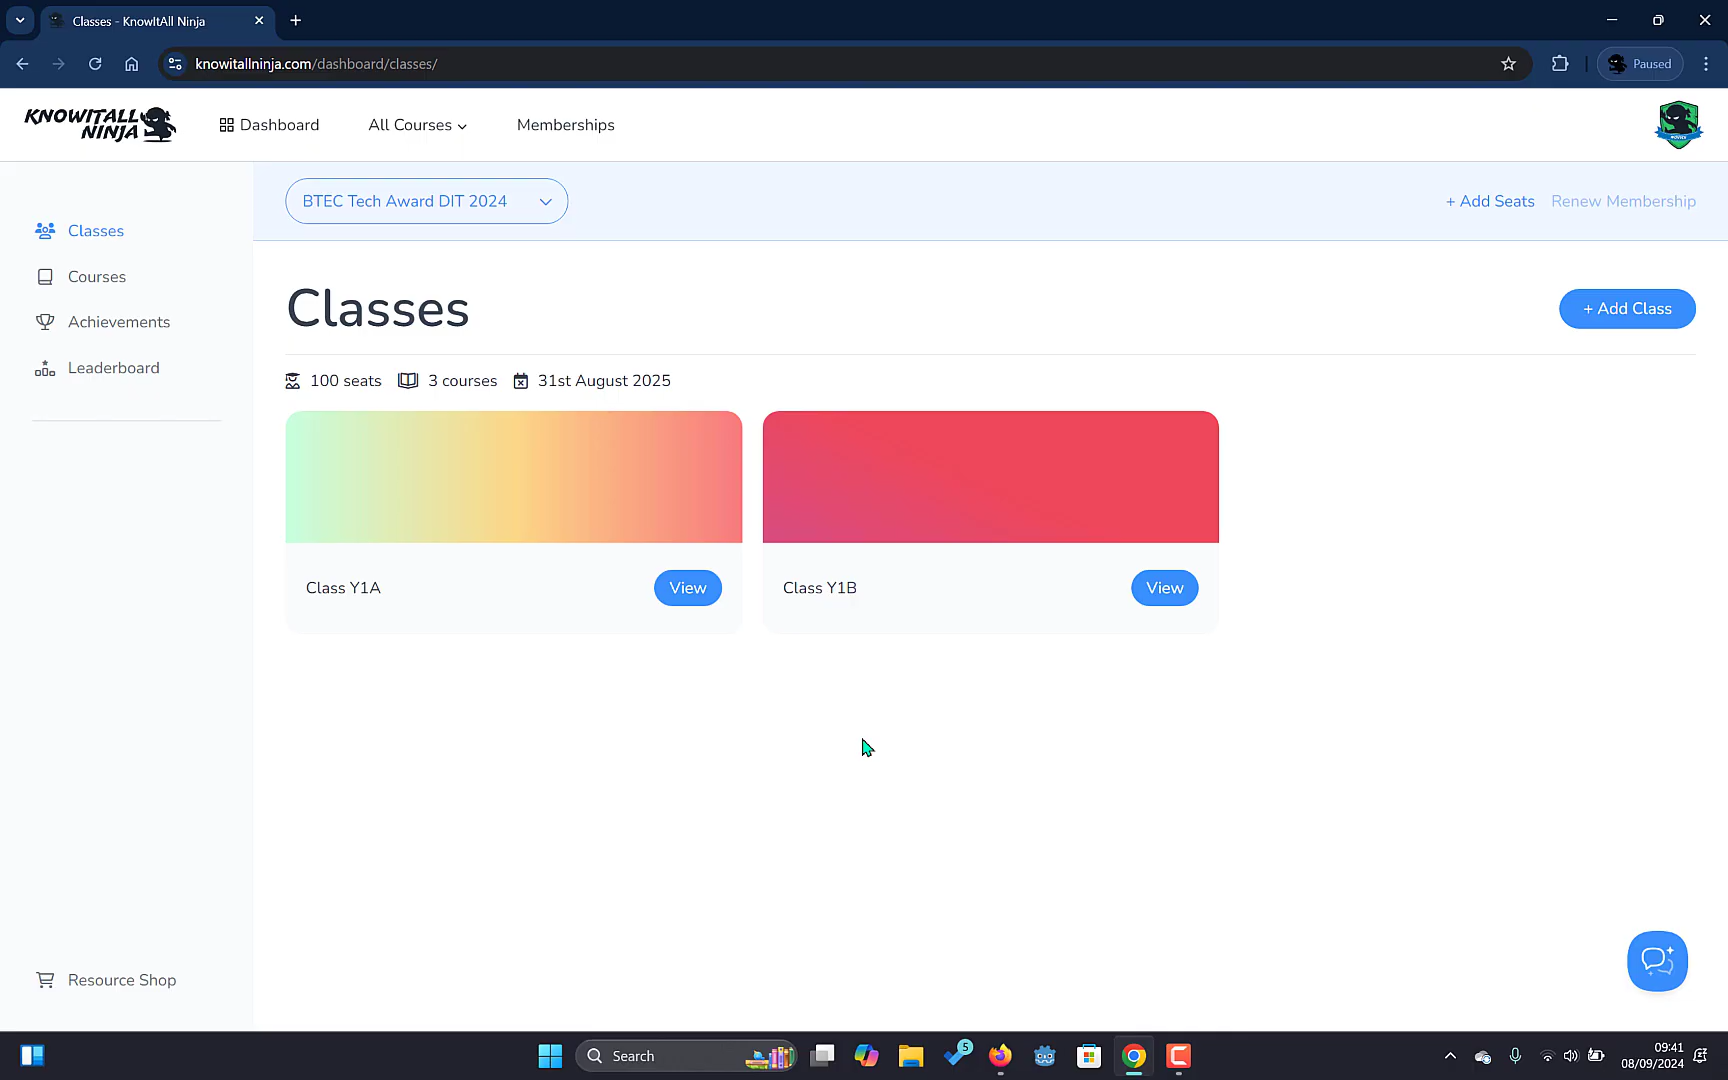 Classes - KnowItAll Ninja
knowitallninja.com/dashboard/classes/
Paused
KNOWITALL
NINJA
Dashboard
All Courses
Memberships
BTEC Tech Award DIT 2024
+ Add Seats
Renew Membership
Classes
Courses
Achievements
Leaderboard
Resource Shop
Classes
+ Add Class
100 seats
3 courses
31st August 2025
Class Y1A
View
Class Y1B
View
Search
5
09:41
08/09/2024